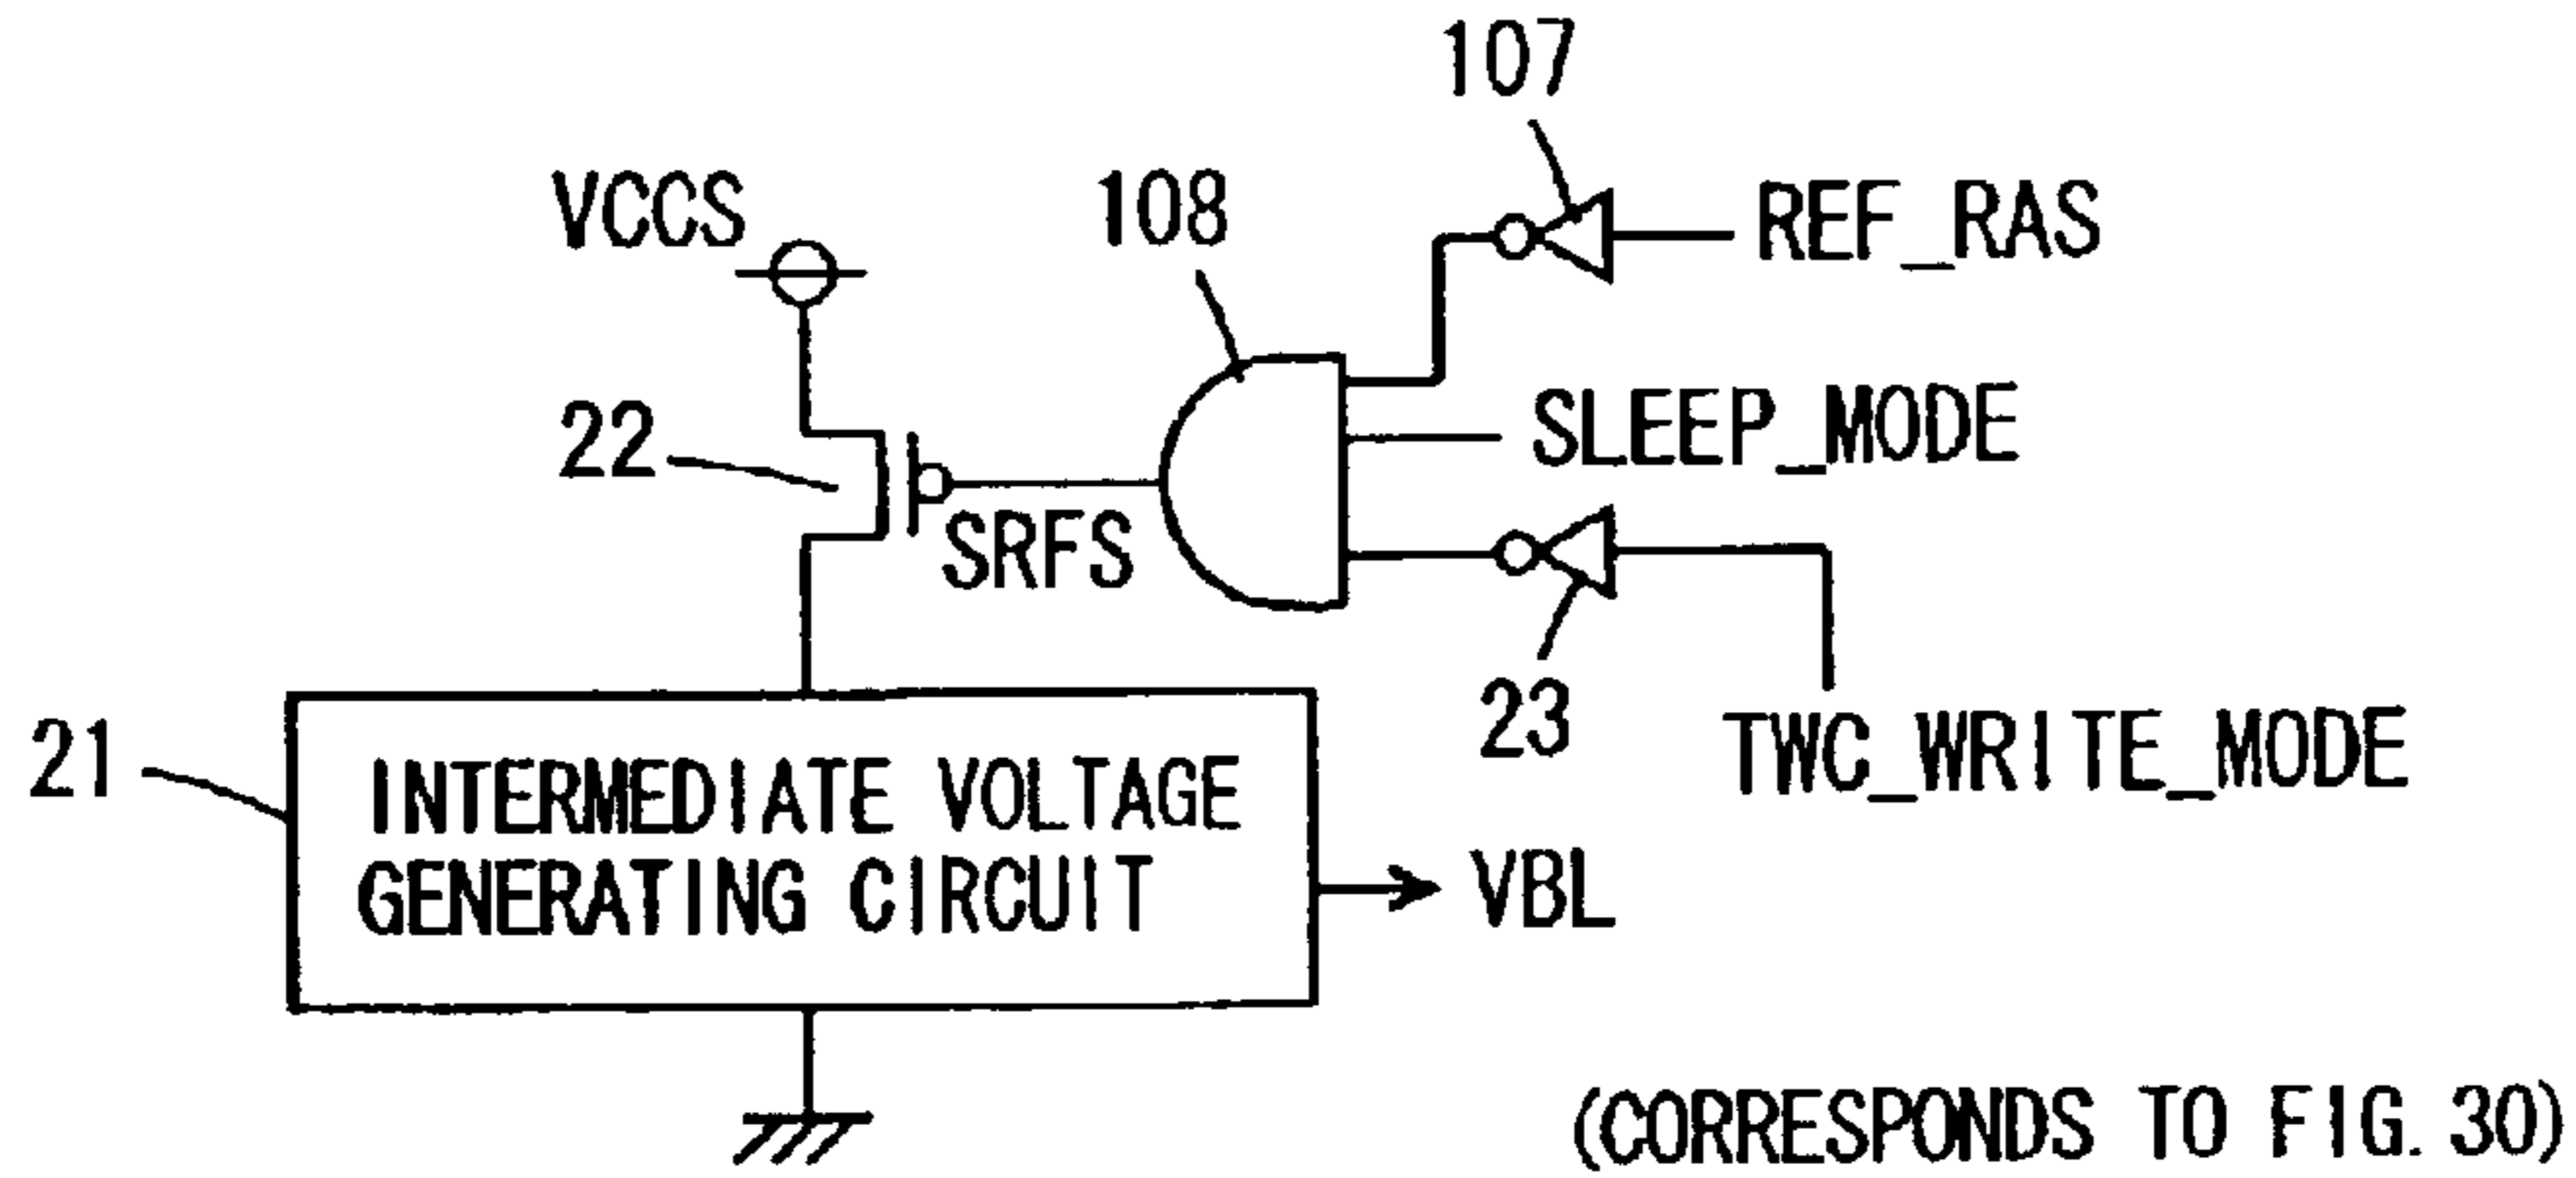 107
VCCS
108
REF_RAS
22
SLEEP_MODE
SRFS
23
TWC_WRITE_MODE
21
INTERMEDIATE VOLTAGE
GENERATING CIRCUIT
VBL
(CORRESPONDS TO FIG. 30)